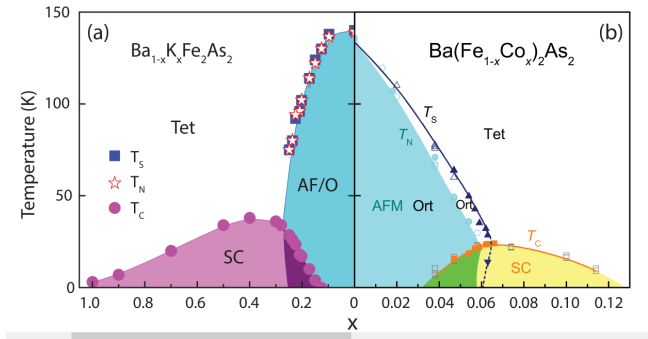 (a)
(b)
Ba1-xKxFe2As2
Ba(Fe1-xCox)2As2
150
100
50
0
Temperature (K)
Tet
TS
TN
TC
AF/O
SC
TS
TN
Tet
AFM
Ort
Ort
TC
SC
1.0
0.8
0.6
0.4
0.2
0
0.02
0.04
0.06
0.08
0.10
0.12
x